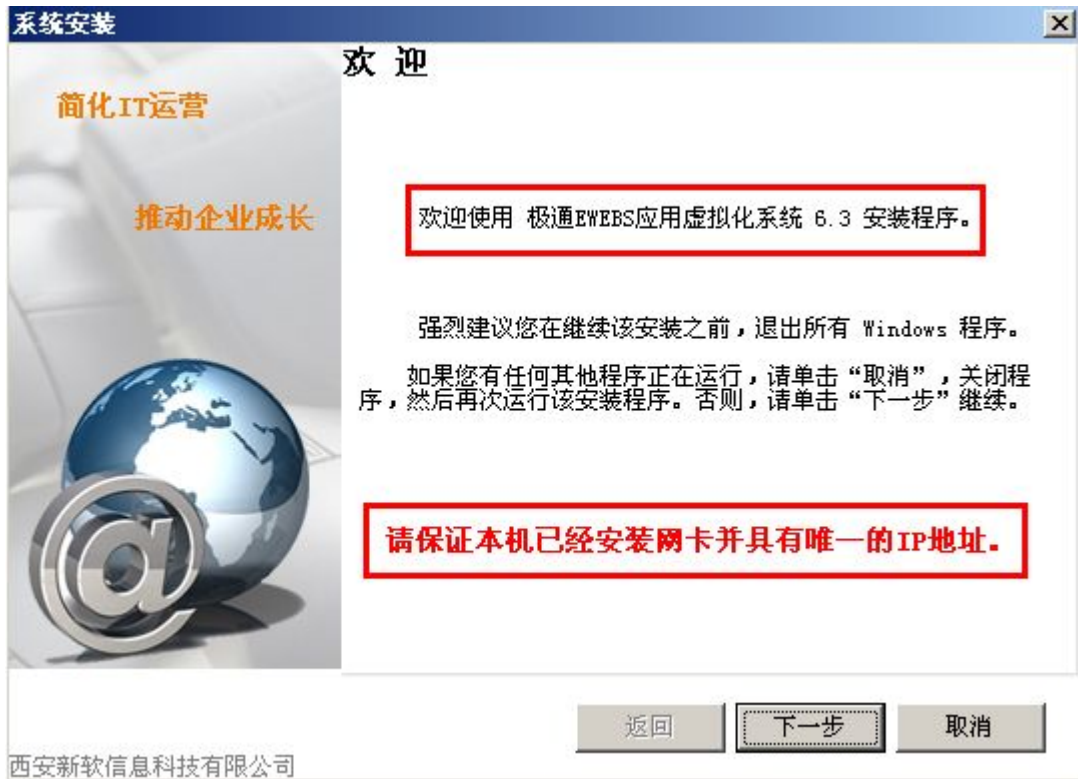 系统安装
欢 迎
简化IT运营
推动企业成长
欢迎使用 极通EWEBS应用虚拟化系统 6.3 安装程序。
强烈建议您在继续该安装之前，退出所有 Windows 程序。
如果您有任何其他程序正在运行，请单击“取消”，关闭程
序，然后再次运行该安装程序。否则，请单击“下一步”继续。
请保证本机已经安装网卡并具有唯一的IP地址。
返回
下一步
取消
西安新软信息科技有限公司